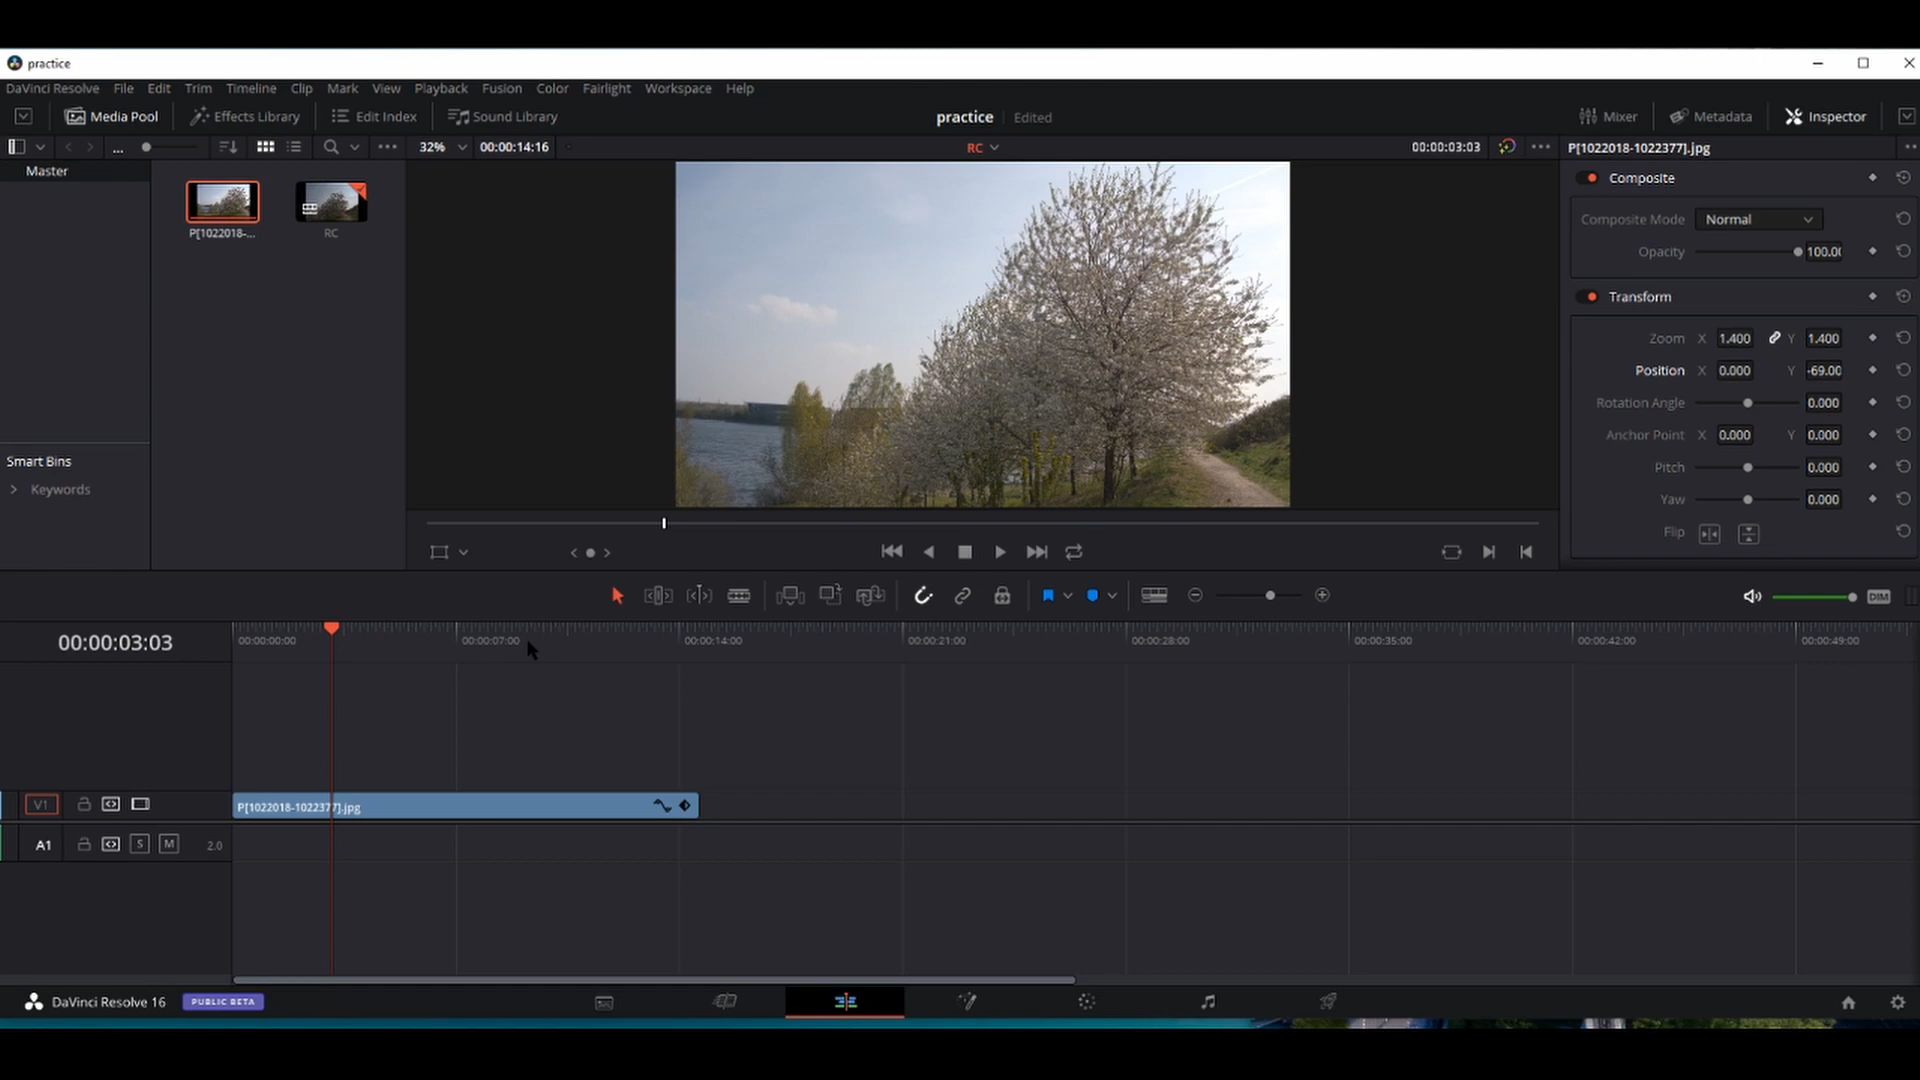 practice
DaVinci Resolve File Edit Trim Timeline Clip Mark View Playback Fusion Color Fairlight Workspace Help
Media Pool Effects Library Edit Index Sound Library practice Edited Mixer Metadata Inspector
... 32% 00:00:14:16 RC 00:00:03:03 P[1022018-1022377].jpg
Master
P[1022018-...
RC
Smart Bins
Keywords
Composite
Composite Mode Normal
Opacity 100.0
Transform
Zoom X 1.400 Y 1.400
Position X 0.000 Y -69.00
Rotation Angle 0.000
Anchor Point X 0.000 Y 0.000
Pitch 0.000
Yaw 0.000
Flip
DIM
00:00:03:03 00:00:00:00 00:00:07:00 00:00:14:00 00:00:21:00 00:00:28:00 00:00:35:00 00:00:42:00 00:00:49:00
V1 P[1022018-1022377].jpg
A1 S M 2.0
DaVinci Resolve 16 PUBLIC BETA